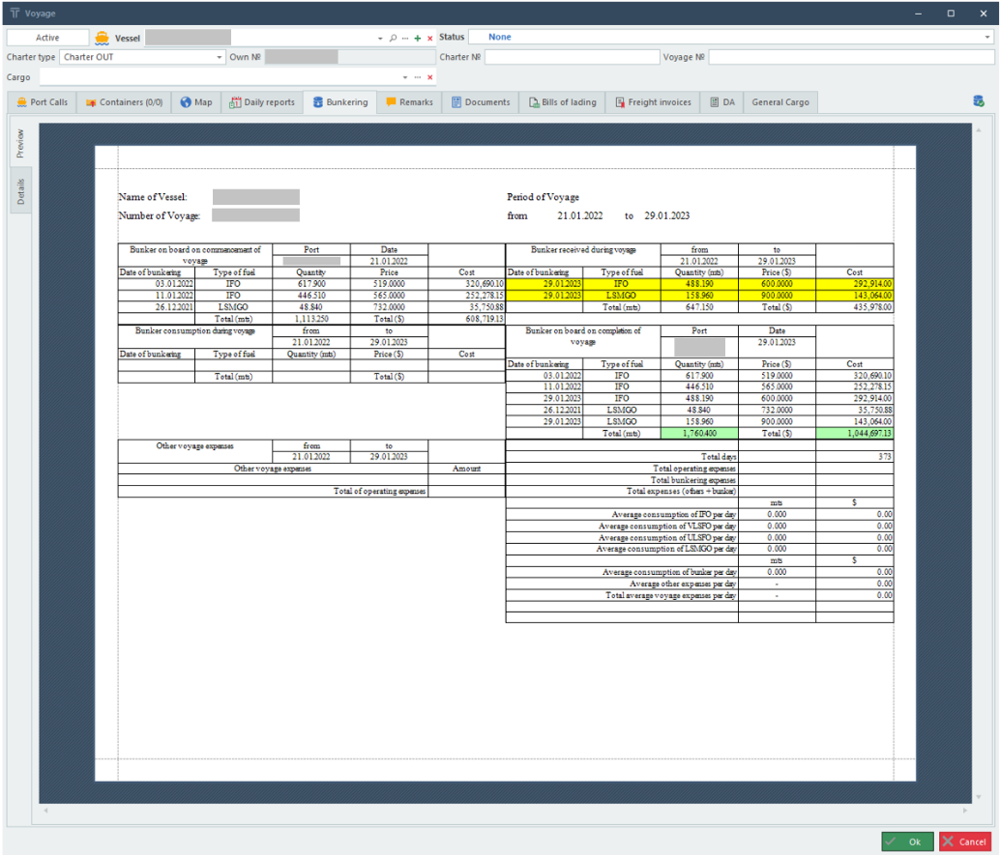 Voyage
Active Vessel Status None
Charter type Charter OUT Own № Charter № Voyage №
Cargo
Port Calls Containers (0/0) Map Daily reports Bunkering Remarks Documents Bills of lading Freight invoices DA General Cargo
Preview
Details
Name of Vessel: Period of Voyage
Number of Voyage: from 21.01.2022 to 29.01.2023
Bunker on board on commencement of voyage Port Date
21.01.2022
Date of bunkering Type of fuel Quantity Price Cost
03.01.2022 IFO 617.900 519.0000 320,690.10
11.01.2022 IFO 446.510 565.0000 252,278.15
26.12.2021 LSMGO 48.840 732.0000 35,750.88
Total (mts) 1,113.250 Total ($) 608,719.13
Bunker received during voyage from to
21.01.2022 29.01.2023
Date of bunkering Type of fuel Quantity (mts) Price ($) Cost
29.01.2023 IFO 488.190 600.0000 292,914.00
29.01.2023 LSMGO 158.960 900.0000 143,064.00
Total (mts) 647.150 Total ($) 435,978.00
Bunker consumption during voyage from to
21.01.2022 29.01.2023
Date of bunkering Type of fuel Quantity (mts) Price ($) Cost
Total (mts) Total ($)
Bunker on board on completion of voyage Port Date
29.01.2023
Date of bunkering Type of fuel Quantity (mts) Price ($) Cost
03.01.2022 IFO 617.900 519.0000 320,690.10
11.01.2022 IFO 446.510 565.0000 252,278.15
29.01.2023 IFO 488.190 600.0000 292,914.00
26.12.2021 LSMGO 48.840 732.0000 35,750.88
29.01.2023 LSMGO 158.960 900.0000 143,064.00
Total (mts) 1,760.400 Total ($) 1,044,697.13
Other voyage expenses from to
21.01.2022 29.01.2023
Other voyage expenses Amount
Total of operating expenses
Total days 373
Total operating expenses
Total bunkering expenses
Total expenses (others + bunker)
mts $
Average consumption of IFO per day 0.000 0.00
Average consumption of VLSFO per day 0.000 0.00
Average consumption of ULSFO per day 0.000 0.00
Average consumption of LSMGO per day 0.000 0.00
mts $
Average consumption of bunker per day 0.000 0.00
Average other expenses per day - 0.00
Total average voyage expenses per day - 0.00
Ok Cancel